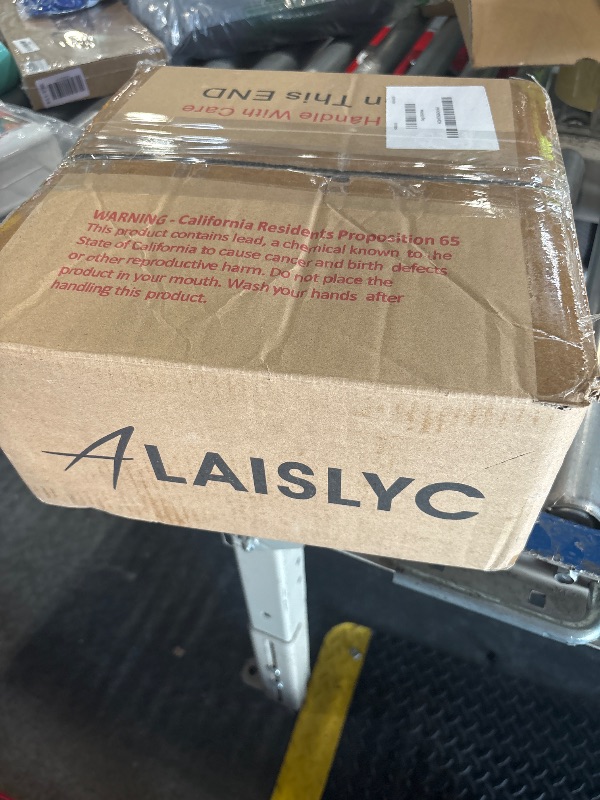 Handle With Care
n This END
WARNING - California Residents Proposition 65
This product contains lead, a chemical known to the
State of California to cause cancer and birth defects
or other reproductive harm. Do not place the
product in your mouth. Wash your hands after
handling this product.
ALAISLYC